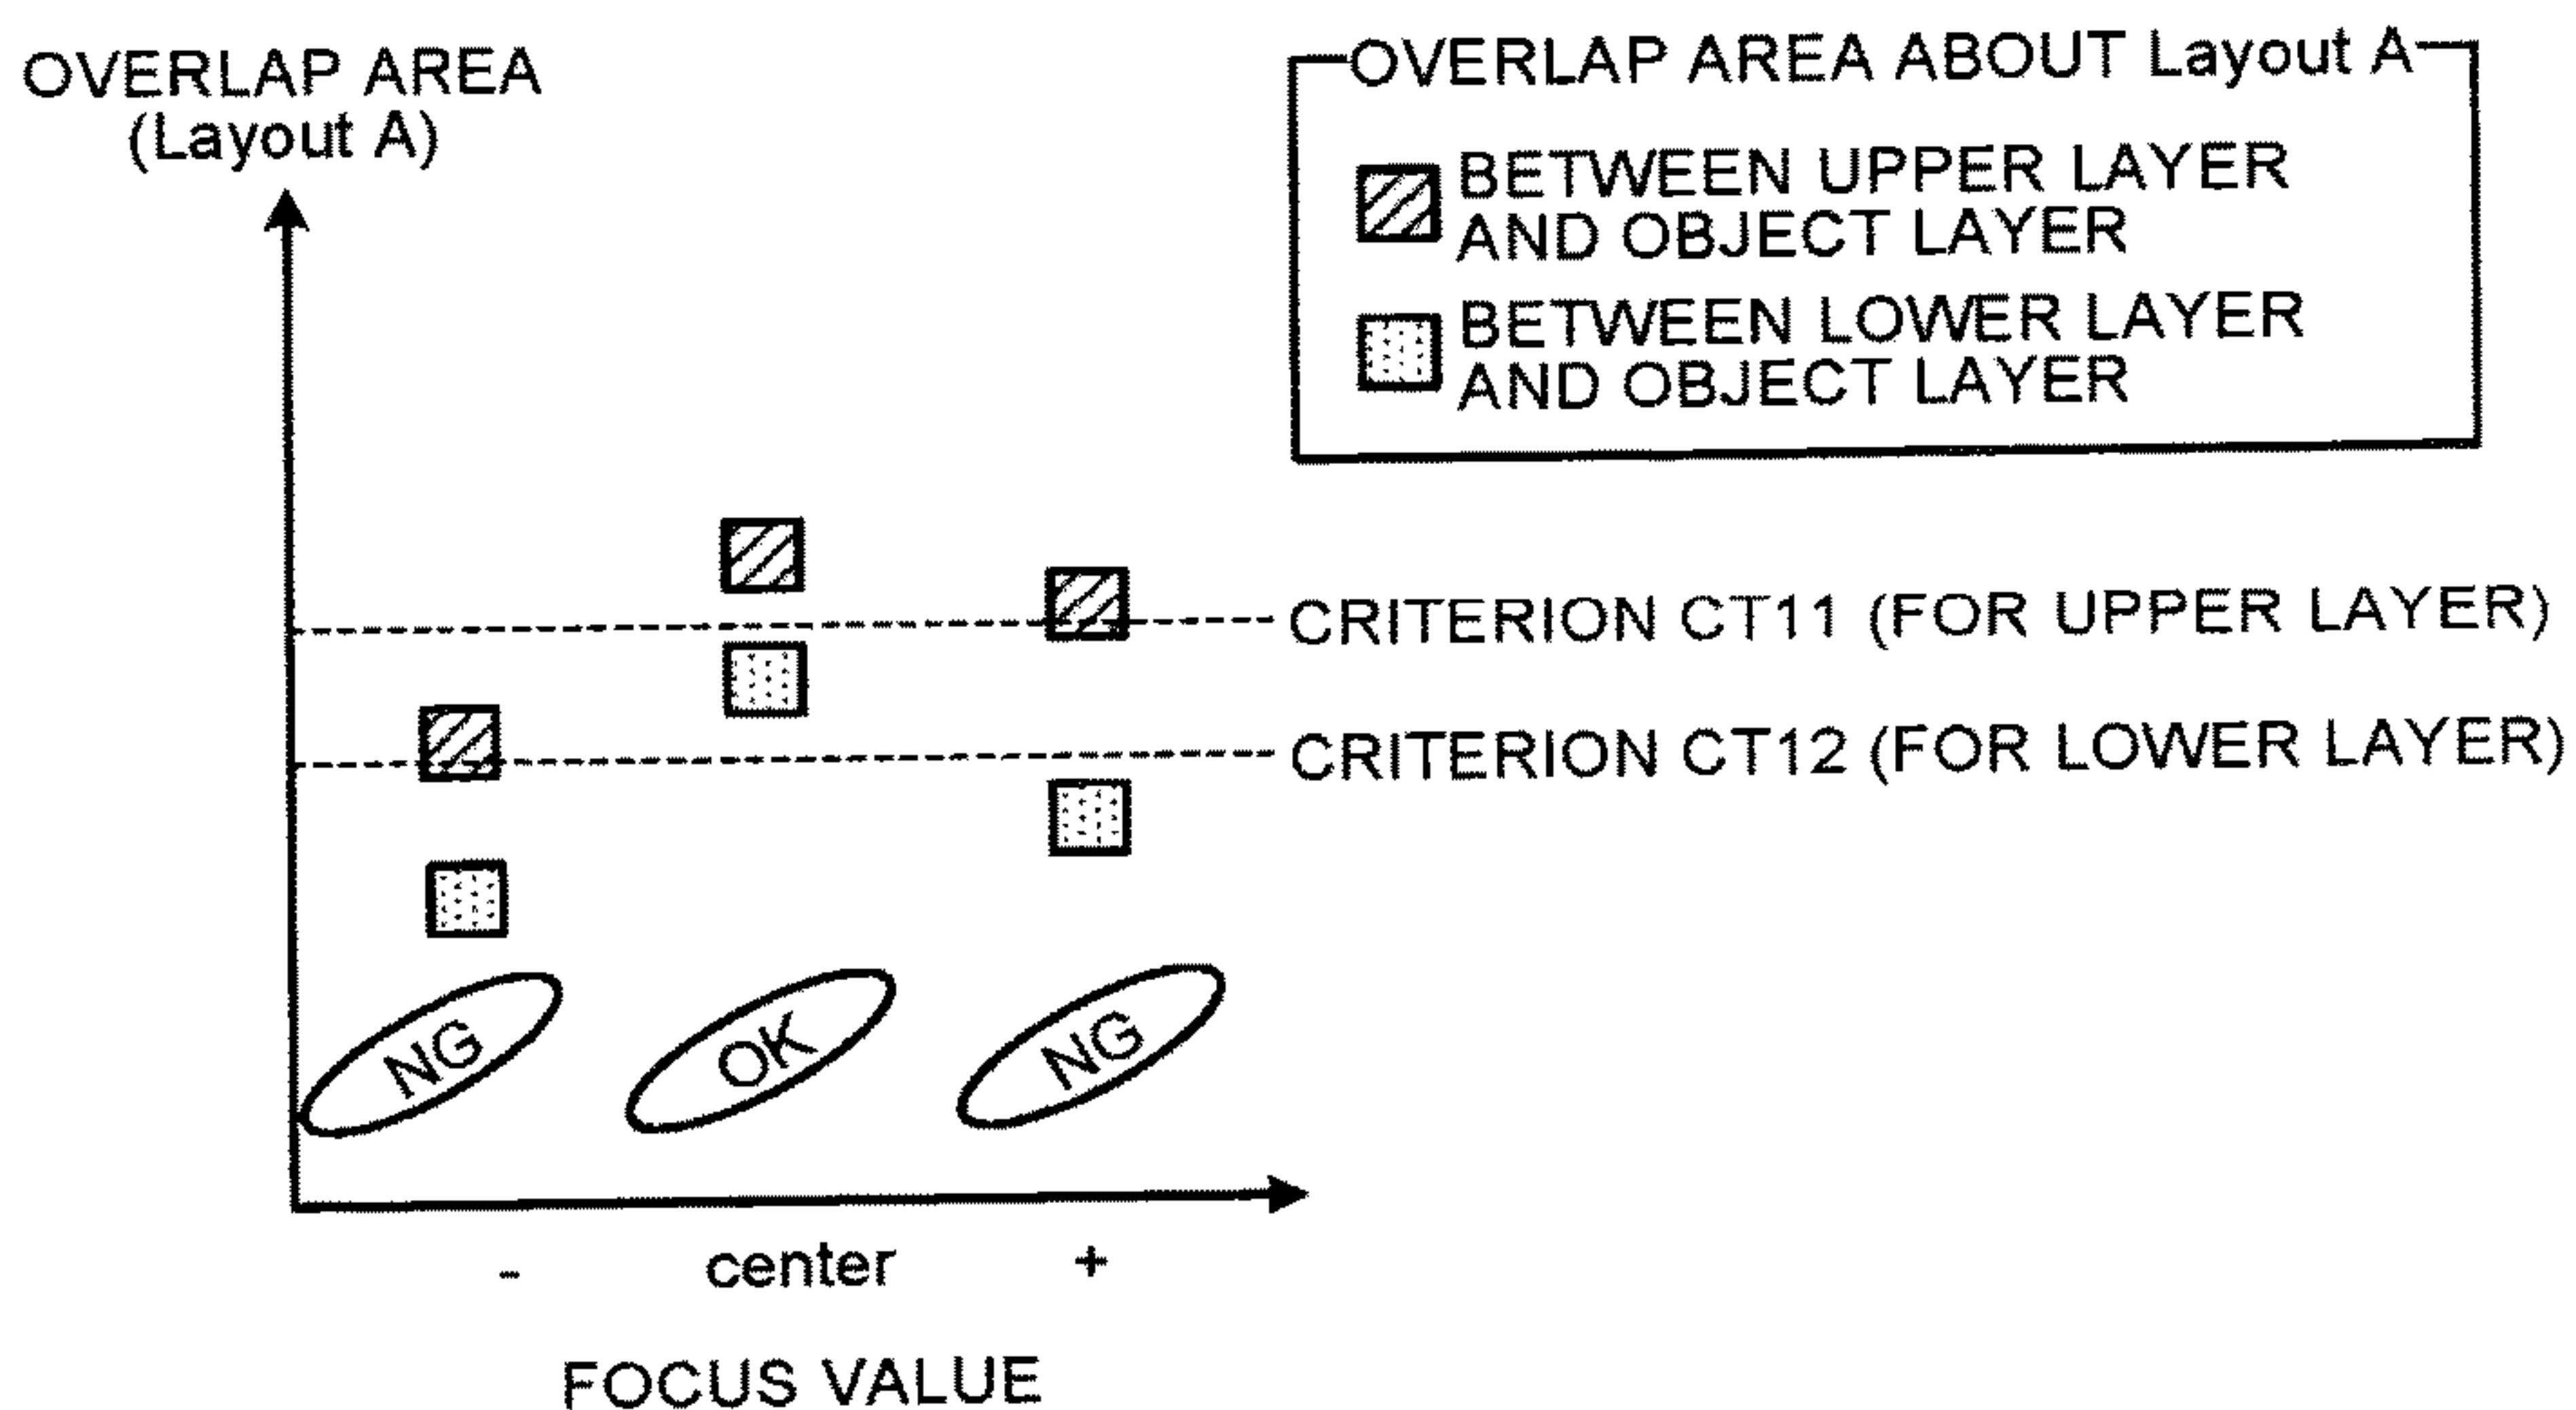 OVERLAP AREA
(Layout A)
OVERLAP AREA ABOUT Layout A
BETWEEN UPPER LAYER
AND OBJECT LAYER
BETWEEN LOWER LAYER
AND OBJECT LAYER
CRITERION CT11 (FOR UPPER LAYER)
CRITERION CT12 (FOR LOWER LAYER)
NG
OK
NG
-
center
+
FOCUS VALUE